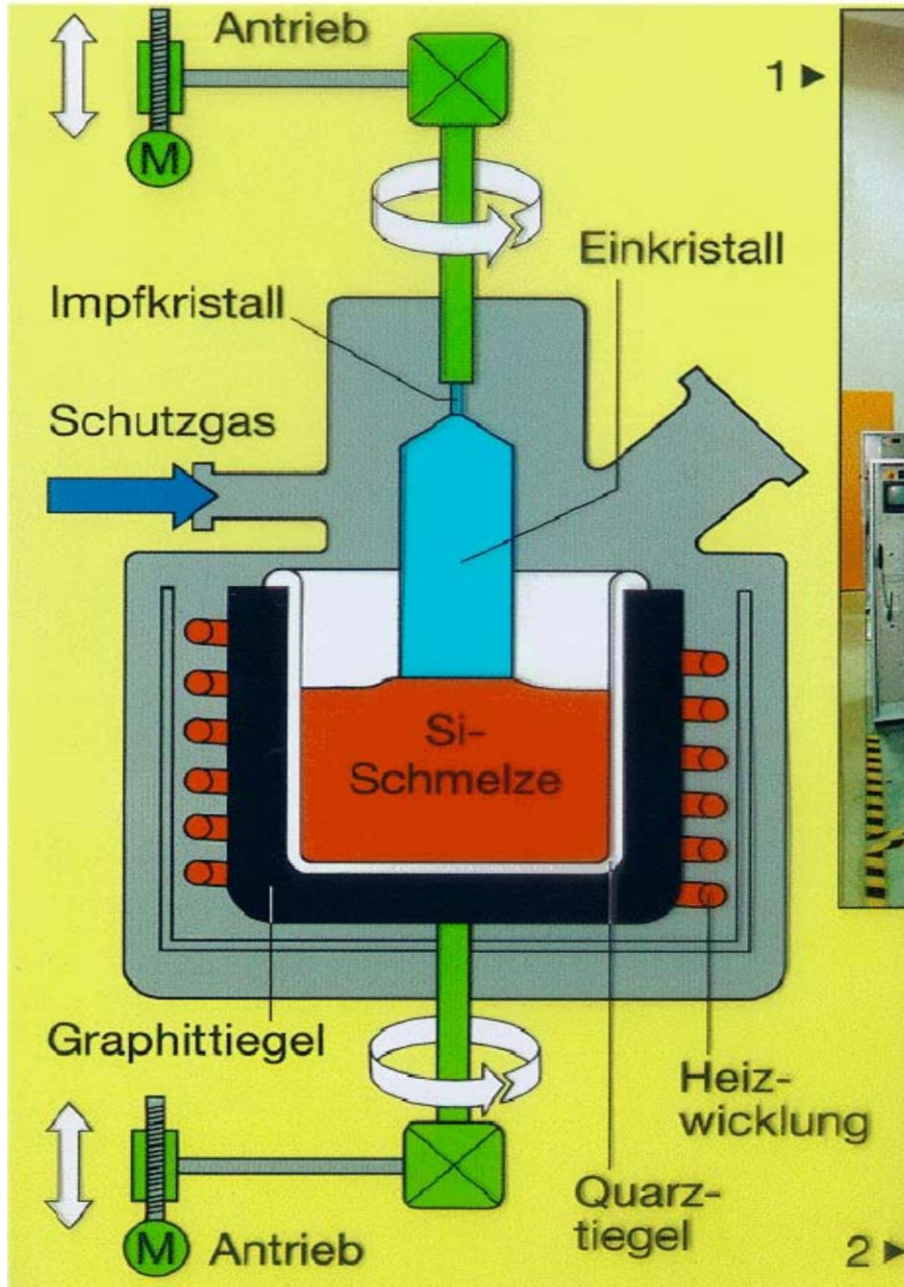 Antrieb
1 ►
M
Einkristall
Impfkristall
Schutzgas
Si-
Schmelze
Graphittiegel
Heiz-
wicklung
Quarz-
tiegel
M
Antrieb
2 ►